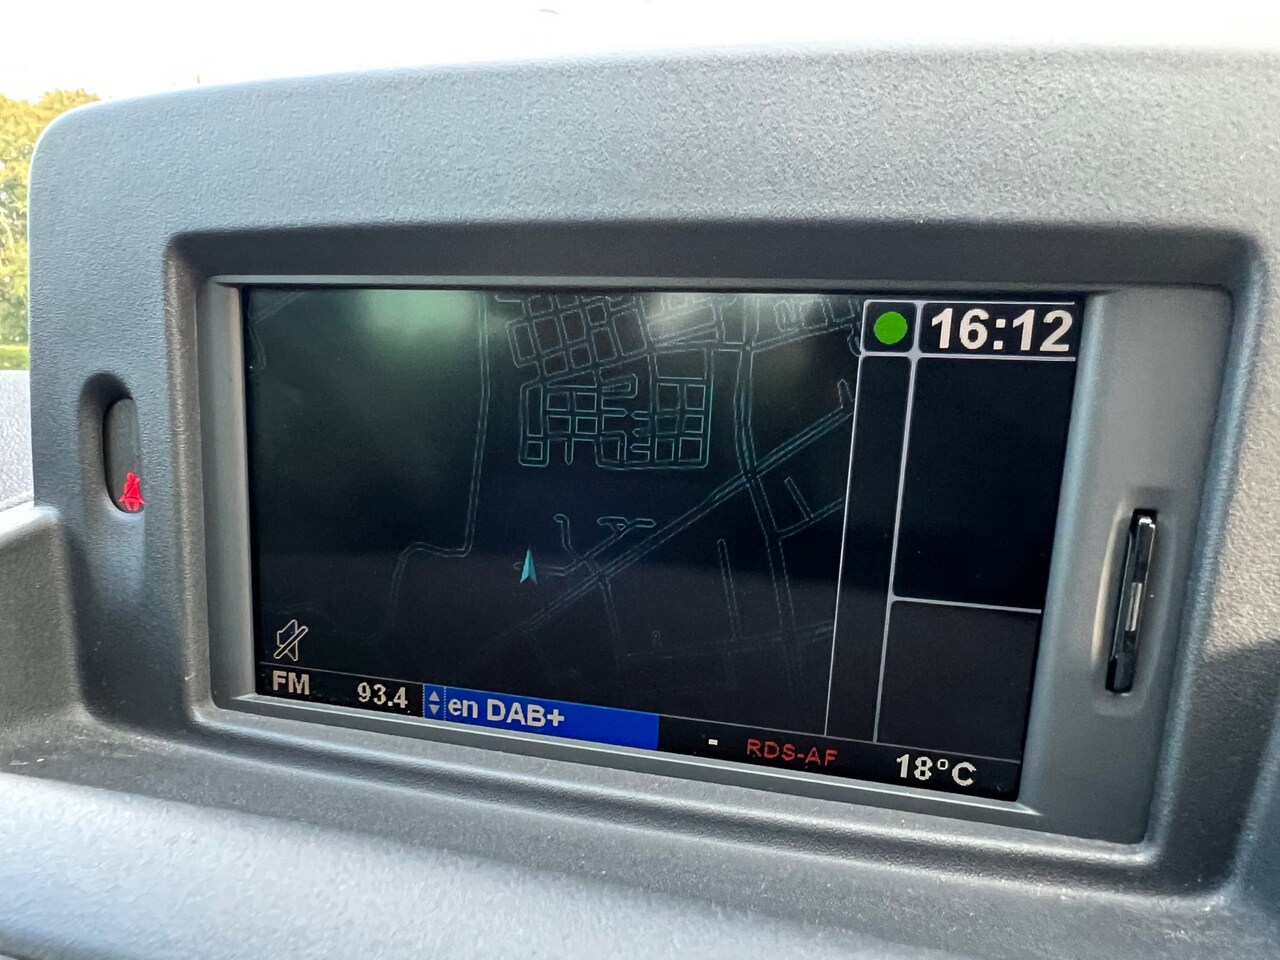 16:12
FM 93.4 en DAB+
RDS-AF 18°C